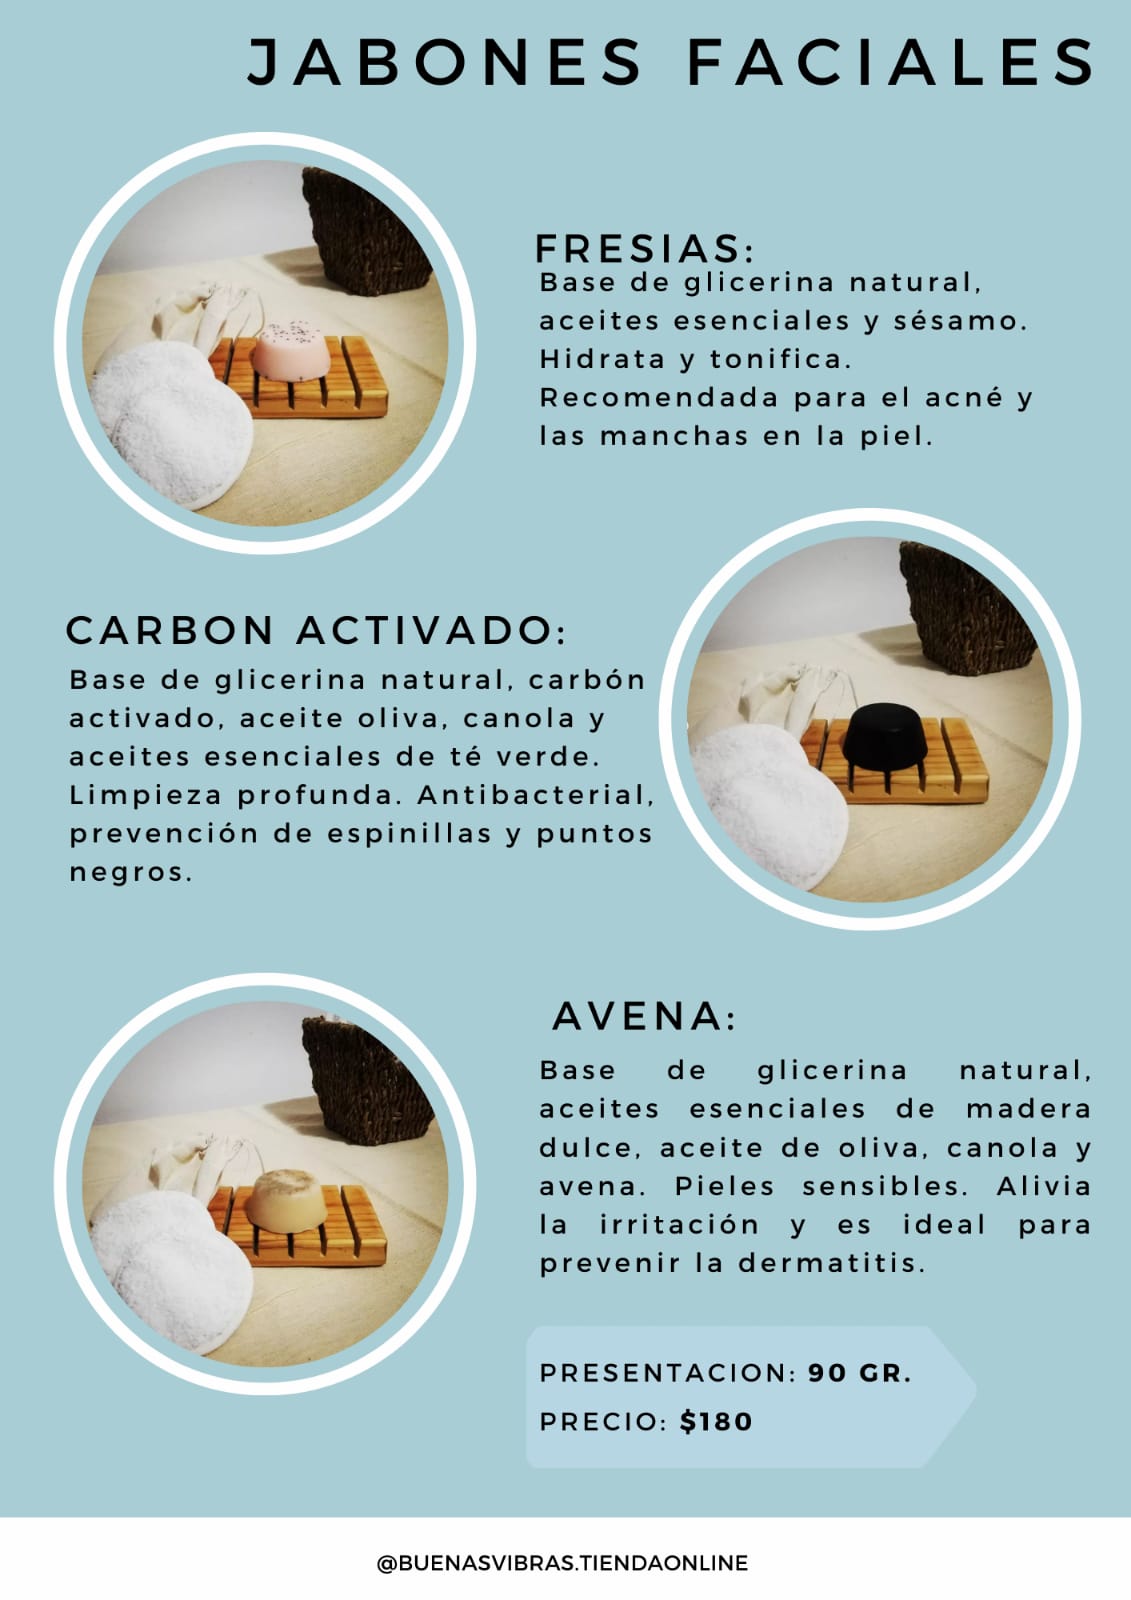 JABONES FACIALES
FRESIAS:
Base de glicerina natural,
aceites esenciales y sésamo.
Hidrata y tonifica.
Recomendada para el acné y
las manchas en la piel.
CARBON ACTIVADO:
Base de glicerina natural, carbón
activado, aceite oliva, canola y
aceites esenciales de té verde.
Limpieza profunda. Antibacterial,
prevención de espinillas y puntos
negros.
AVENA:
Base de glicerina natural,
aceites esenciales de madera
dulce, aceite de oliva, canola y
avena. Pieles sensibles. Alivia
la irritación y es ideal para
prevenir la dermatitis.
PRESENTACION: 90 GR.
PRECIO: $180
@BUENASVIBRAS.TIENDAONLINE